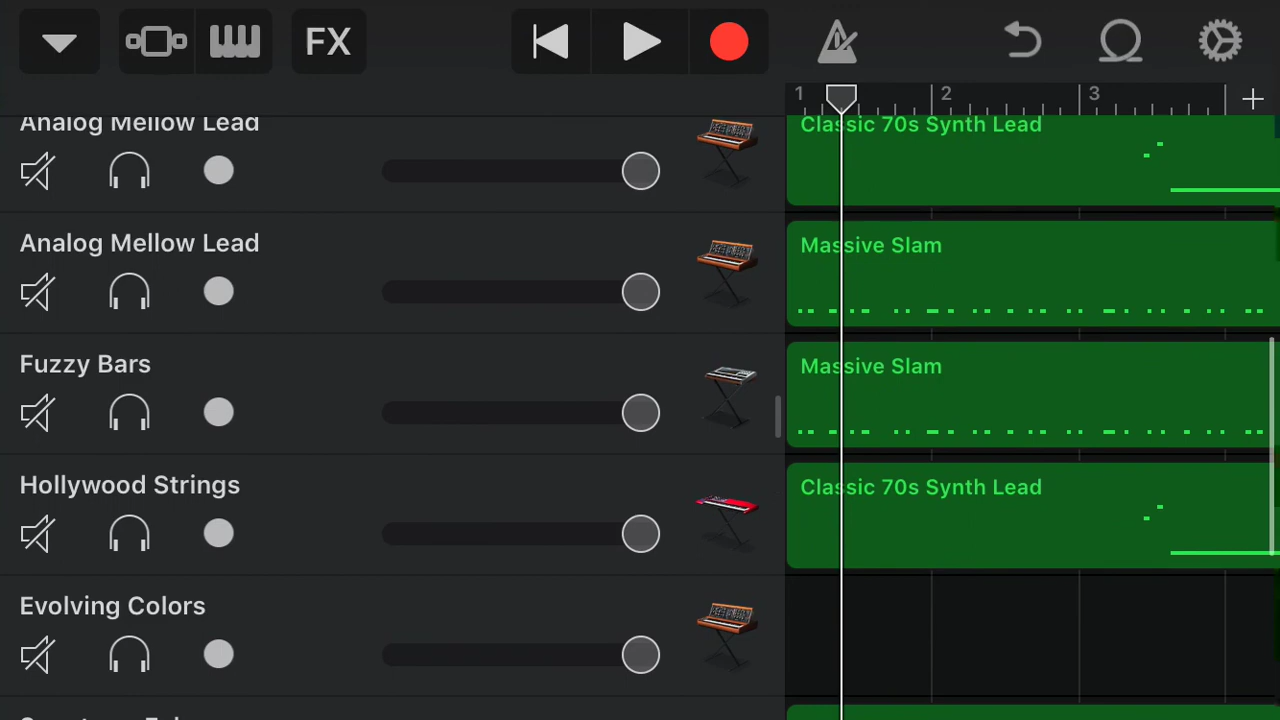 FX
1 2 3
Analog Mellow Lead
Classic 70s Synth Lead
Analog Mellow Lead
Massive Slam
Fuzzy Bars
Massive Slam
Hollywood Strings
Classic 70s Synth Lead
Evolving Colors